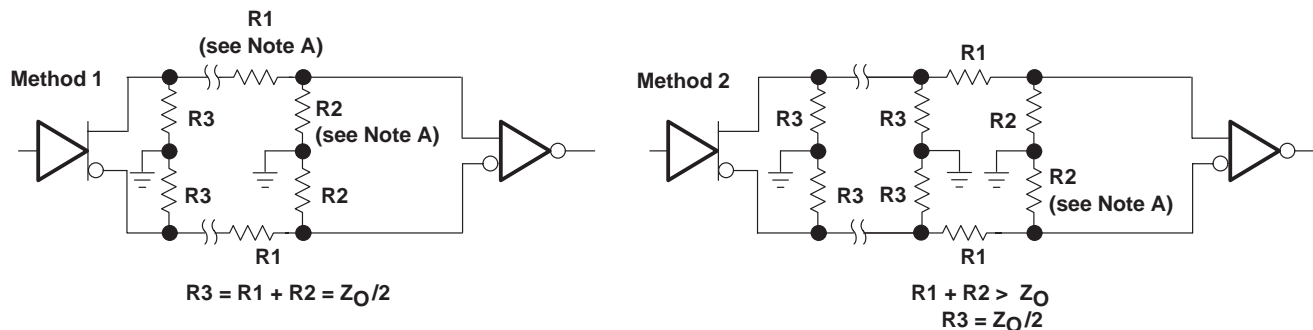 R1
(see Note A)
Method 1
R3
R2
(see Note A)
R3
R2
R1
R3 = R1 + R2 = ZO/2
R1
Method 2
R3
R3
R2
R3
R3
R2
(see Note A)
R1
R1 + R2 > ZO
R3 = ZO/2